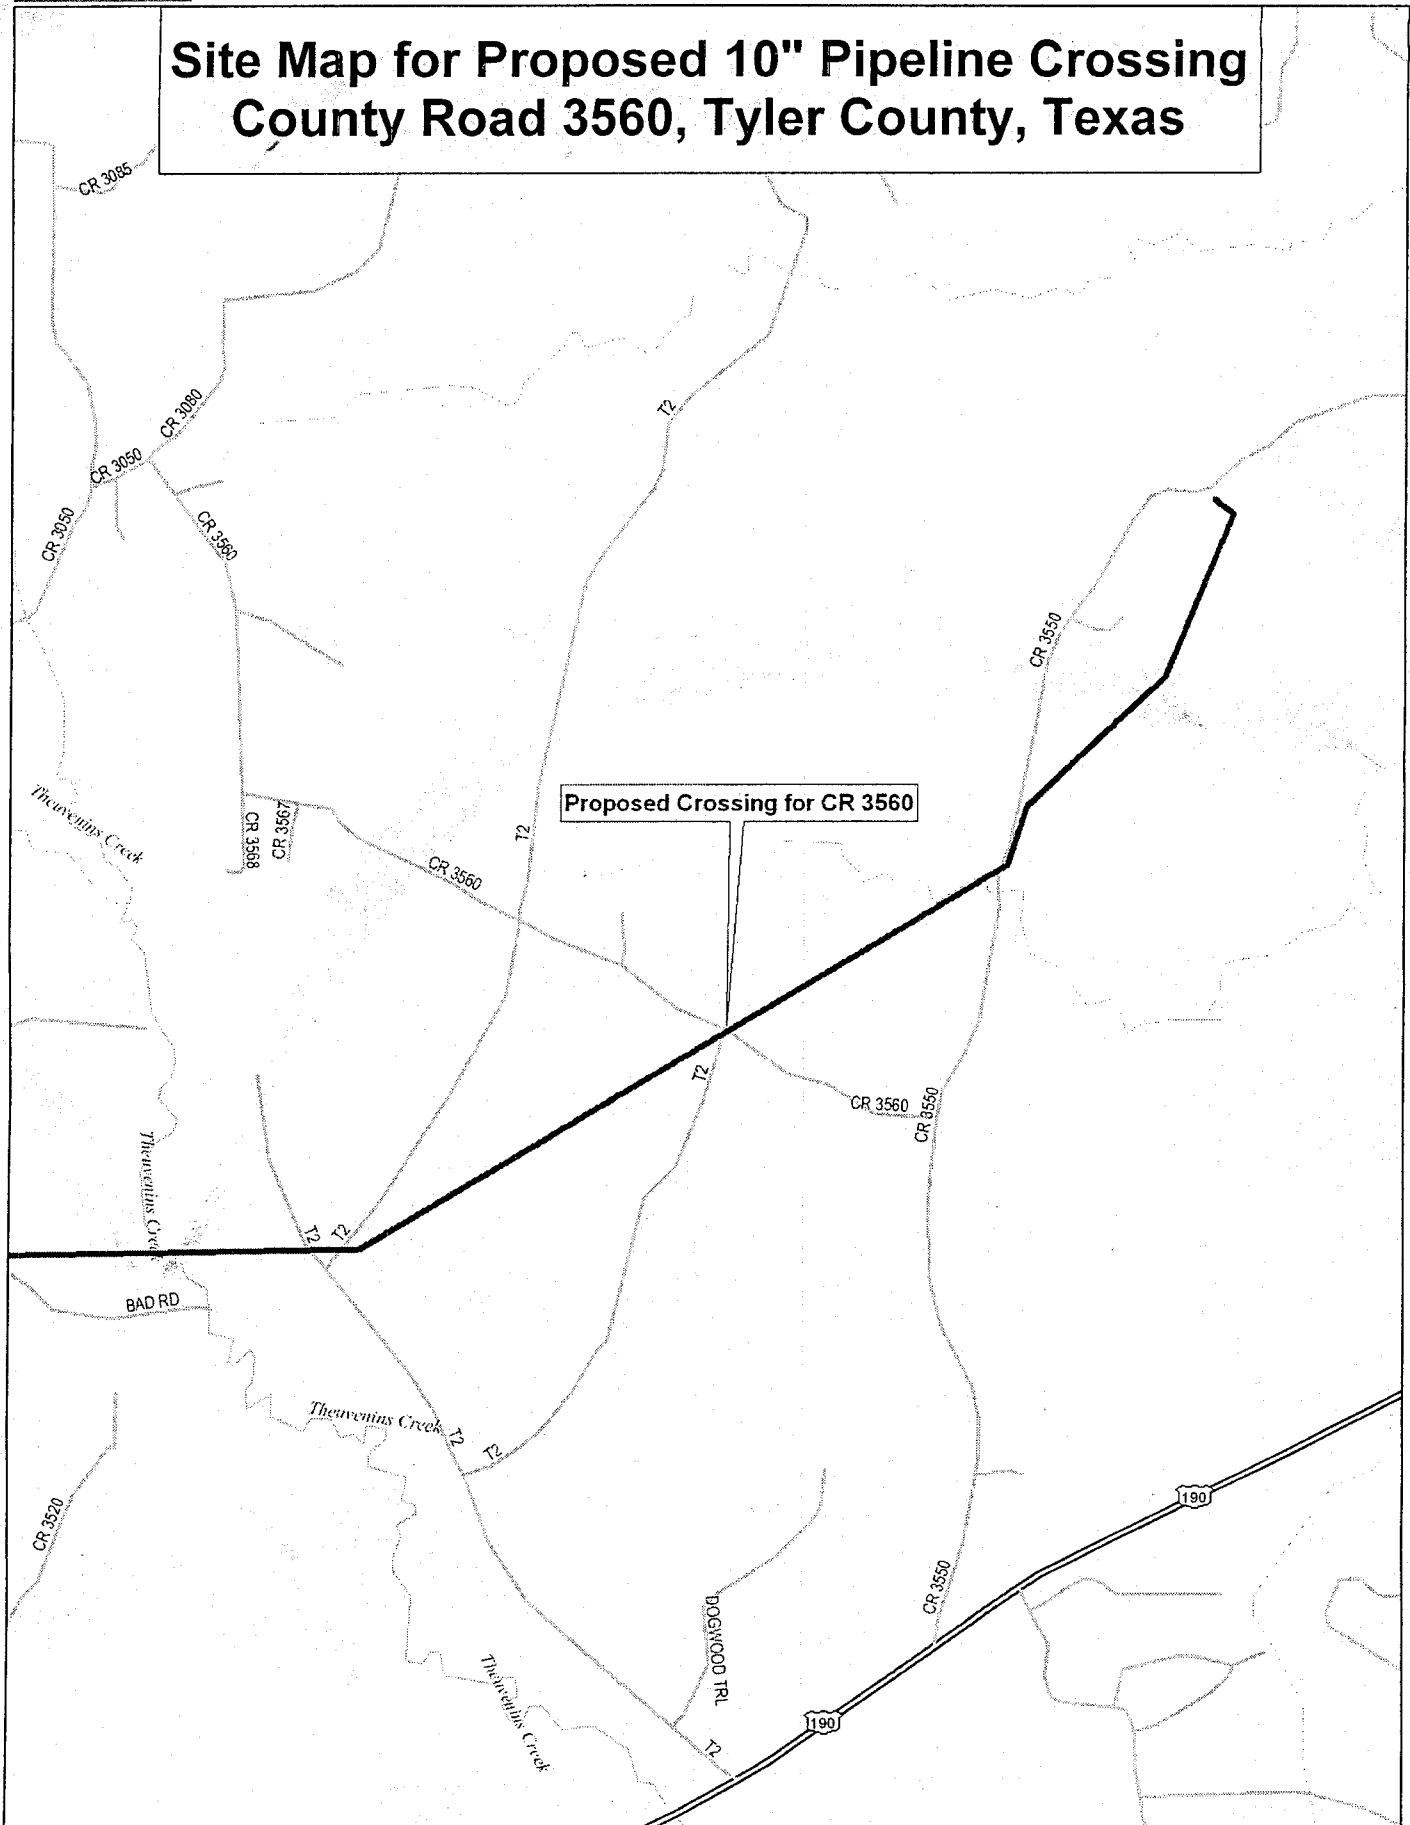 Site Map for Proposed 10" Pipeline Crossing
County Road 3560, Tyler County, Texas
CR 3085
CR 3080
T2
CR 3050
CR 3050
CR 3560
CR 3550
Theuvenins Creek
Proposed Crossing for CR 3560
CR 3568
CR 3567
T2
CR 3560
T2
CR 3560
CR 3550
Theuvenins Creek
T2
T2
BAD RD
Theuvenins Creek
T2
T2
190
CR 3520
CR 3550
DOGWOOD TRL
Theuvenins Creek
190
T2